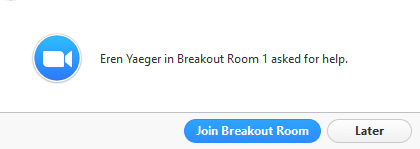 Eren Yaeger in Breakout Room 1 asked for help.
Join Breakout Room
Later